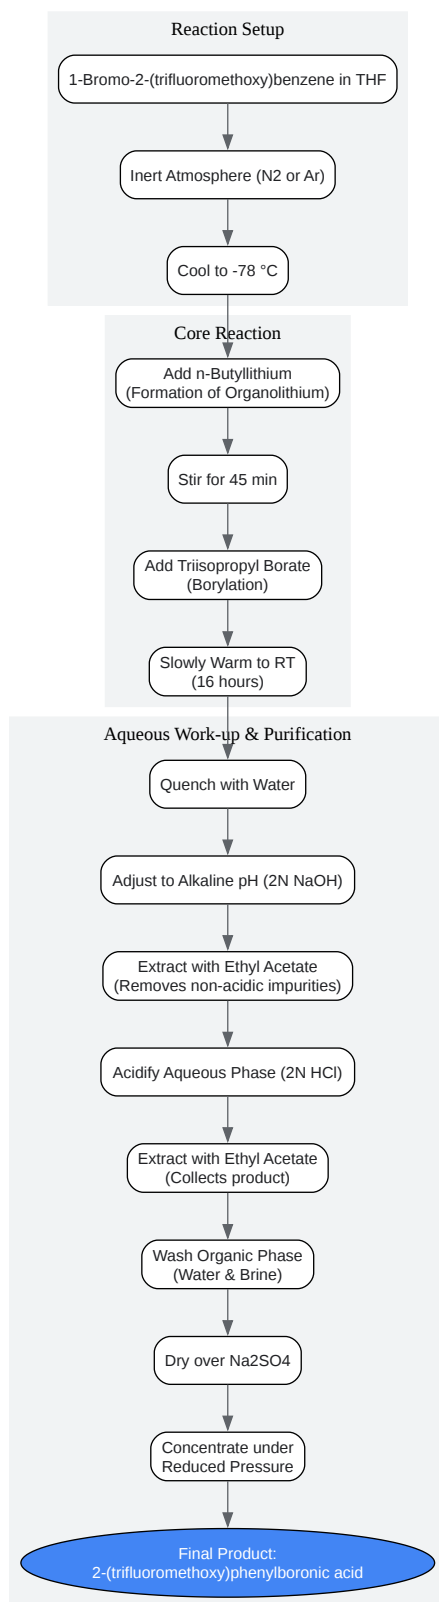 Reaction Setup
1-Bromo-2-(trifluoromethoxy)benzene in THF
Inert Atmosphere (N2 or Ar)
Cool to -78 °C
Core Reaction
Add n-Butyllithium
(Formation of Organolithium)
Stir for 45 min
Add Triisopropyl Borate
(Borylation)
Slowly Warm to RT
(16 hours)
Aqueous Work-up & Purification
Quench with Water
Adjust to Alkaline pH (2N NaOH)
Extract with Ethyl Acetate
(Removes non-acidic impurities)
Acidify Aqueous Phase (2N HCl)
Extract with Ethyl Acetate
(Collects product)
Wash Organic Phase
(Water & Brine)
Dry over Na2SO4
Concentrate under
Reduced Pressure
Final Product:
2-(trifluoromethoxy)phenylboronic acid